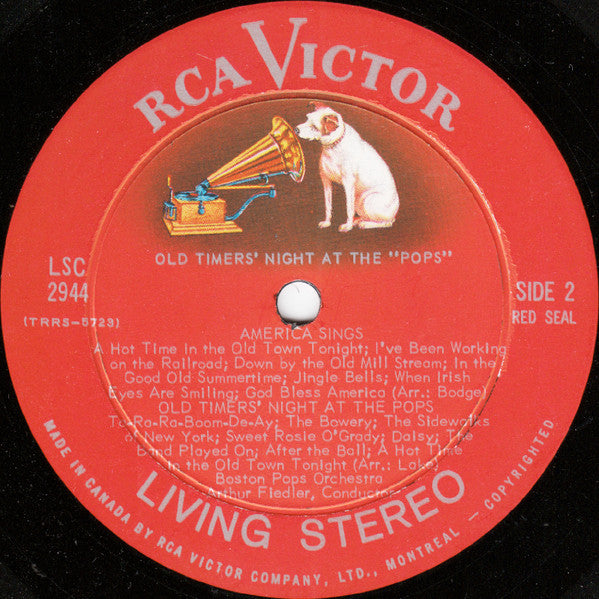 RCA VICTOR
OLD TIMERS' NIGHT AT THE "POPS"
LSC
2944
(TRRS-5723)
SIDE 2
RED SEAL
AMERICA SINGS
A Hot Time In the Old Town Tonight; I've Been Working
on the Railroad; Down by the Old Mill Stream; In the
Good Old Summertime; Jingle Bells; When Irish
Eyes Are Smiling; God Bless America (Arr.: Bodge)
OLD TIMERS' NIGHT AT THE POPS
Ta-Ra-Ra-Boom-De-Ay; The Bowery; The Sidewalks
of New York; Sweet Rosie O'Grady; Daisy; The
Band Played On; After the Ball; A Hot Time
In the Old Town Tonight (Arr.: Lake)
Boston Pops Orchestra
Arthur Fiedler, Conductor
LIVING STEREO
MADE IN CANADA BY RCA VICTOR COMPANY, LTD., MONTREAL — COPYRIGHTED